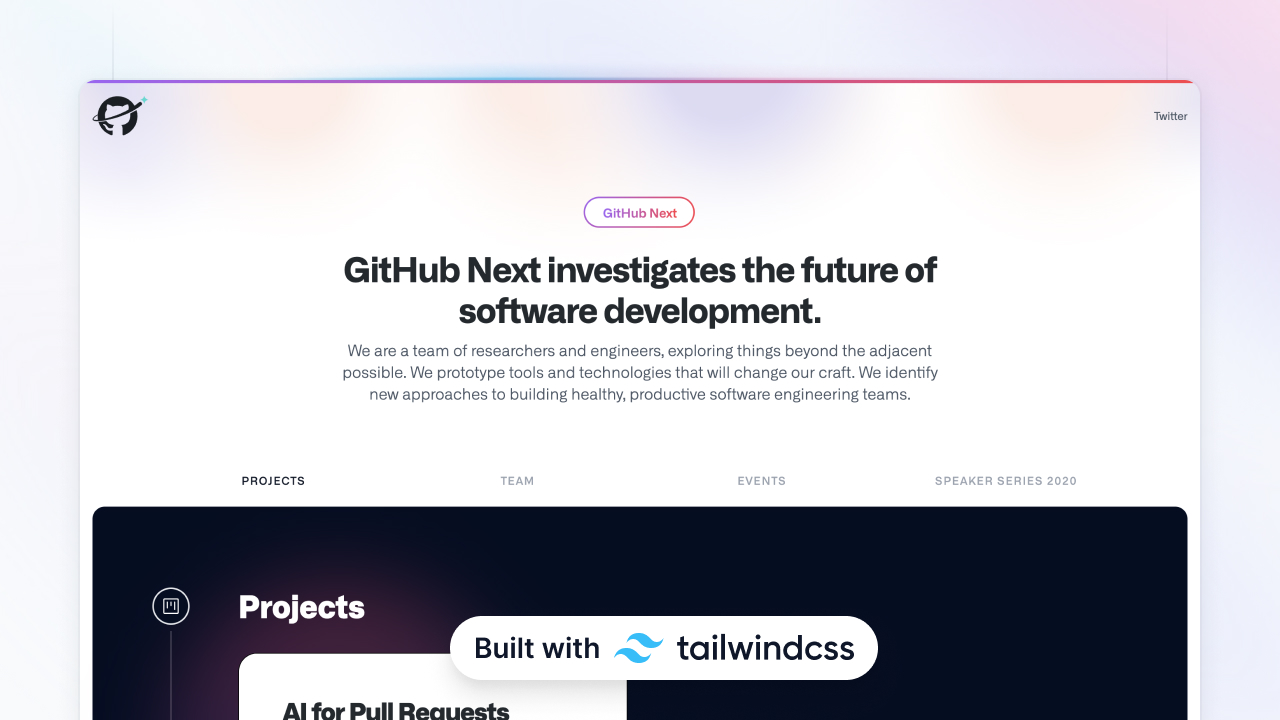 Twitter
GitHub Next
GitHub Next investigates the future of
software development.
We are a team of researchers and engineers, exploring things beyond the adjacent
possible. We prototype tools and technologies that will change our craft. We identify
new approaches to building healthy, productive software engineering teams.
PROJECTS TEAM EVENTS SPEAKER SERIES 2020
Projects
Built with tailwindcss
AI for Pull Requests